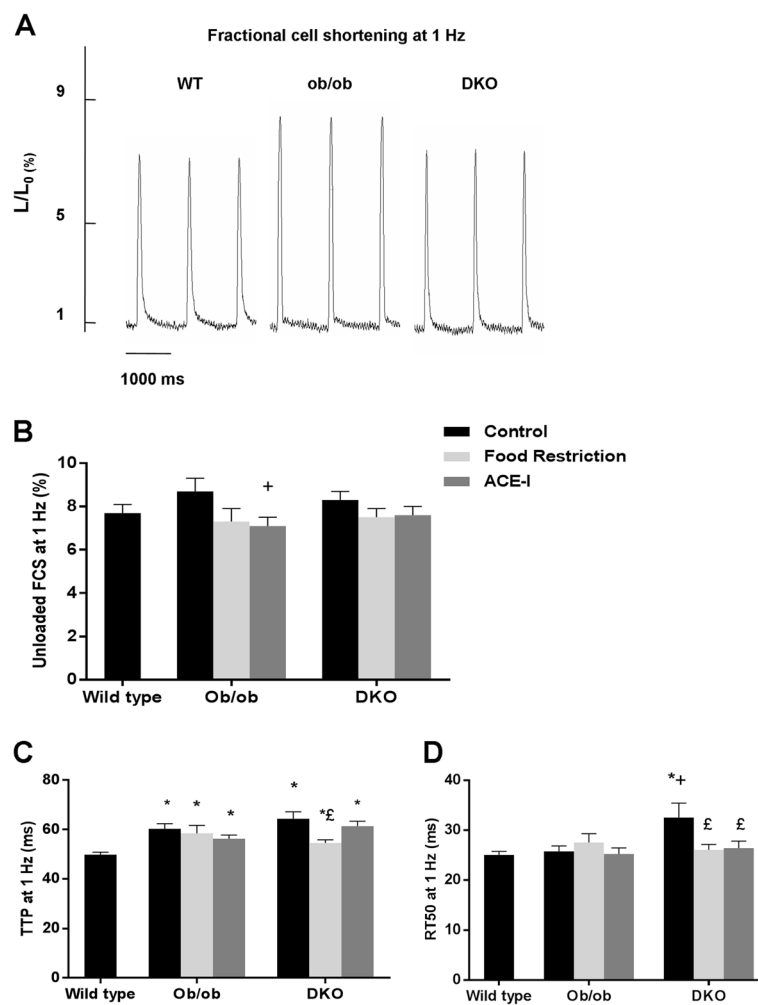 A
Fractional cell shortening at 1 Hz
WT ob/ob DKO
L/L0 (%)
9
5
1
1000 ms
B
Control
Food Restriction
ACE-I
Unloaded FCS at 1 Hz (%)
10
8
6
4
2
0
+
Wild type Ob/ob DKO
C
TTP at 1 Hz (ms)
80
60
40
20
0
* * * * *£ *
Wild type Ob/ob DKO
D
RT50 at 1 Hz (ms)
40
30
20
10
0
*+ £ £
Wild type Ob/ob DKO